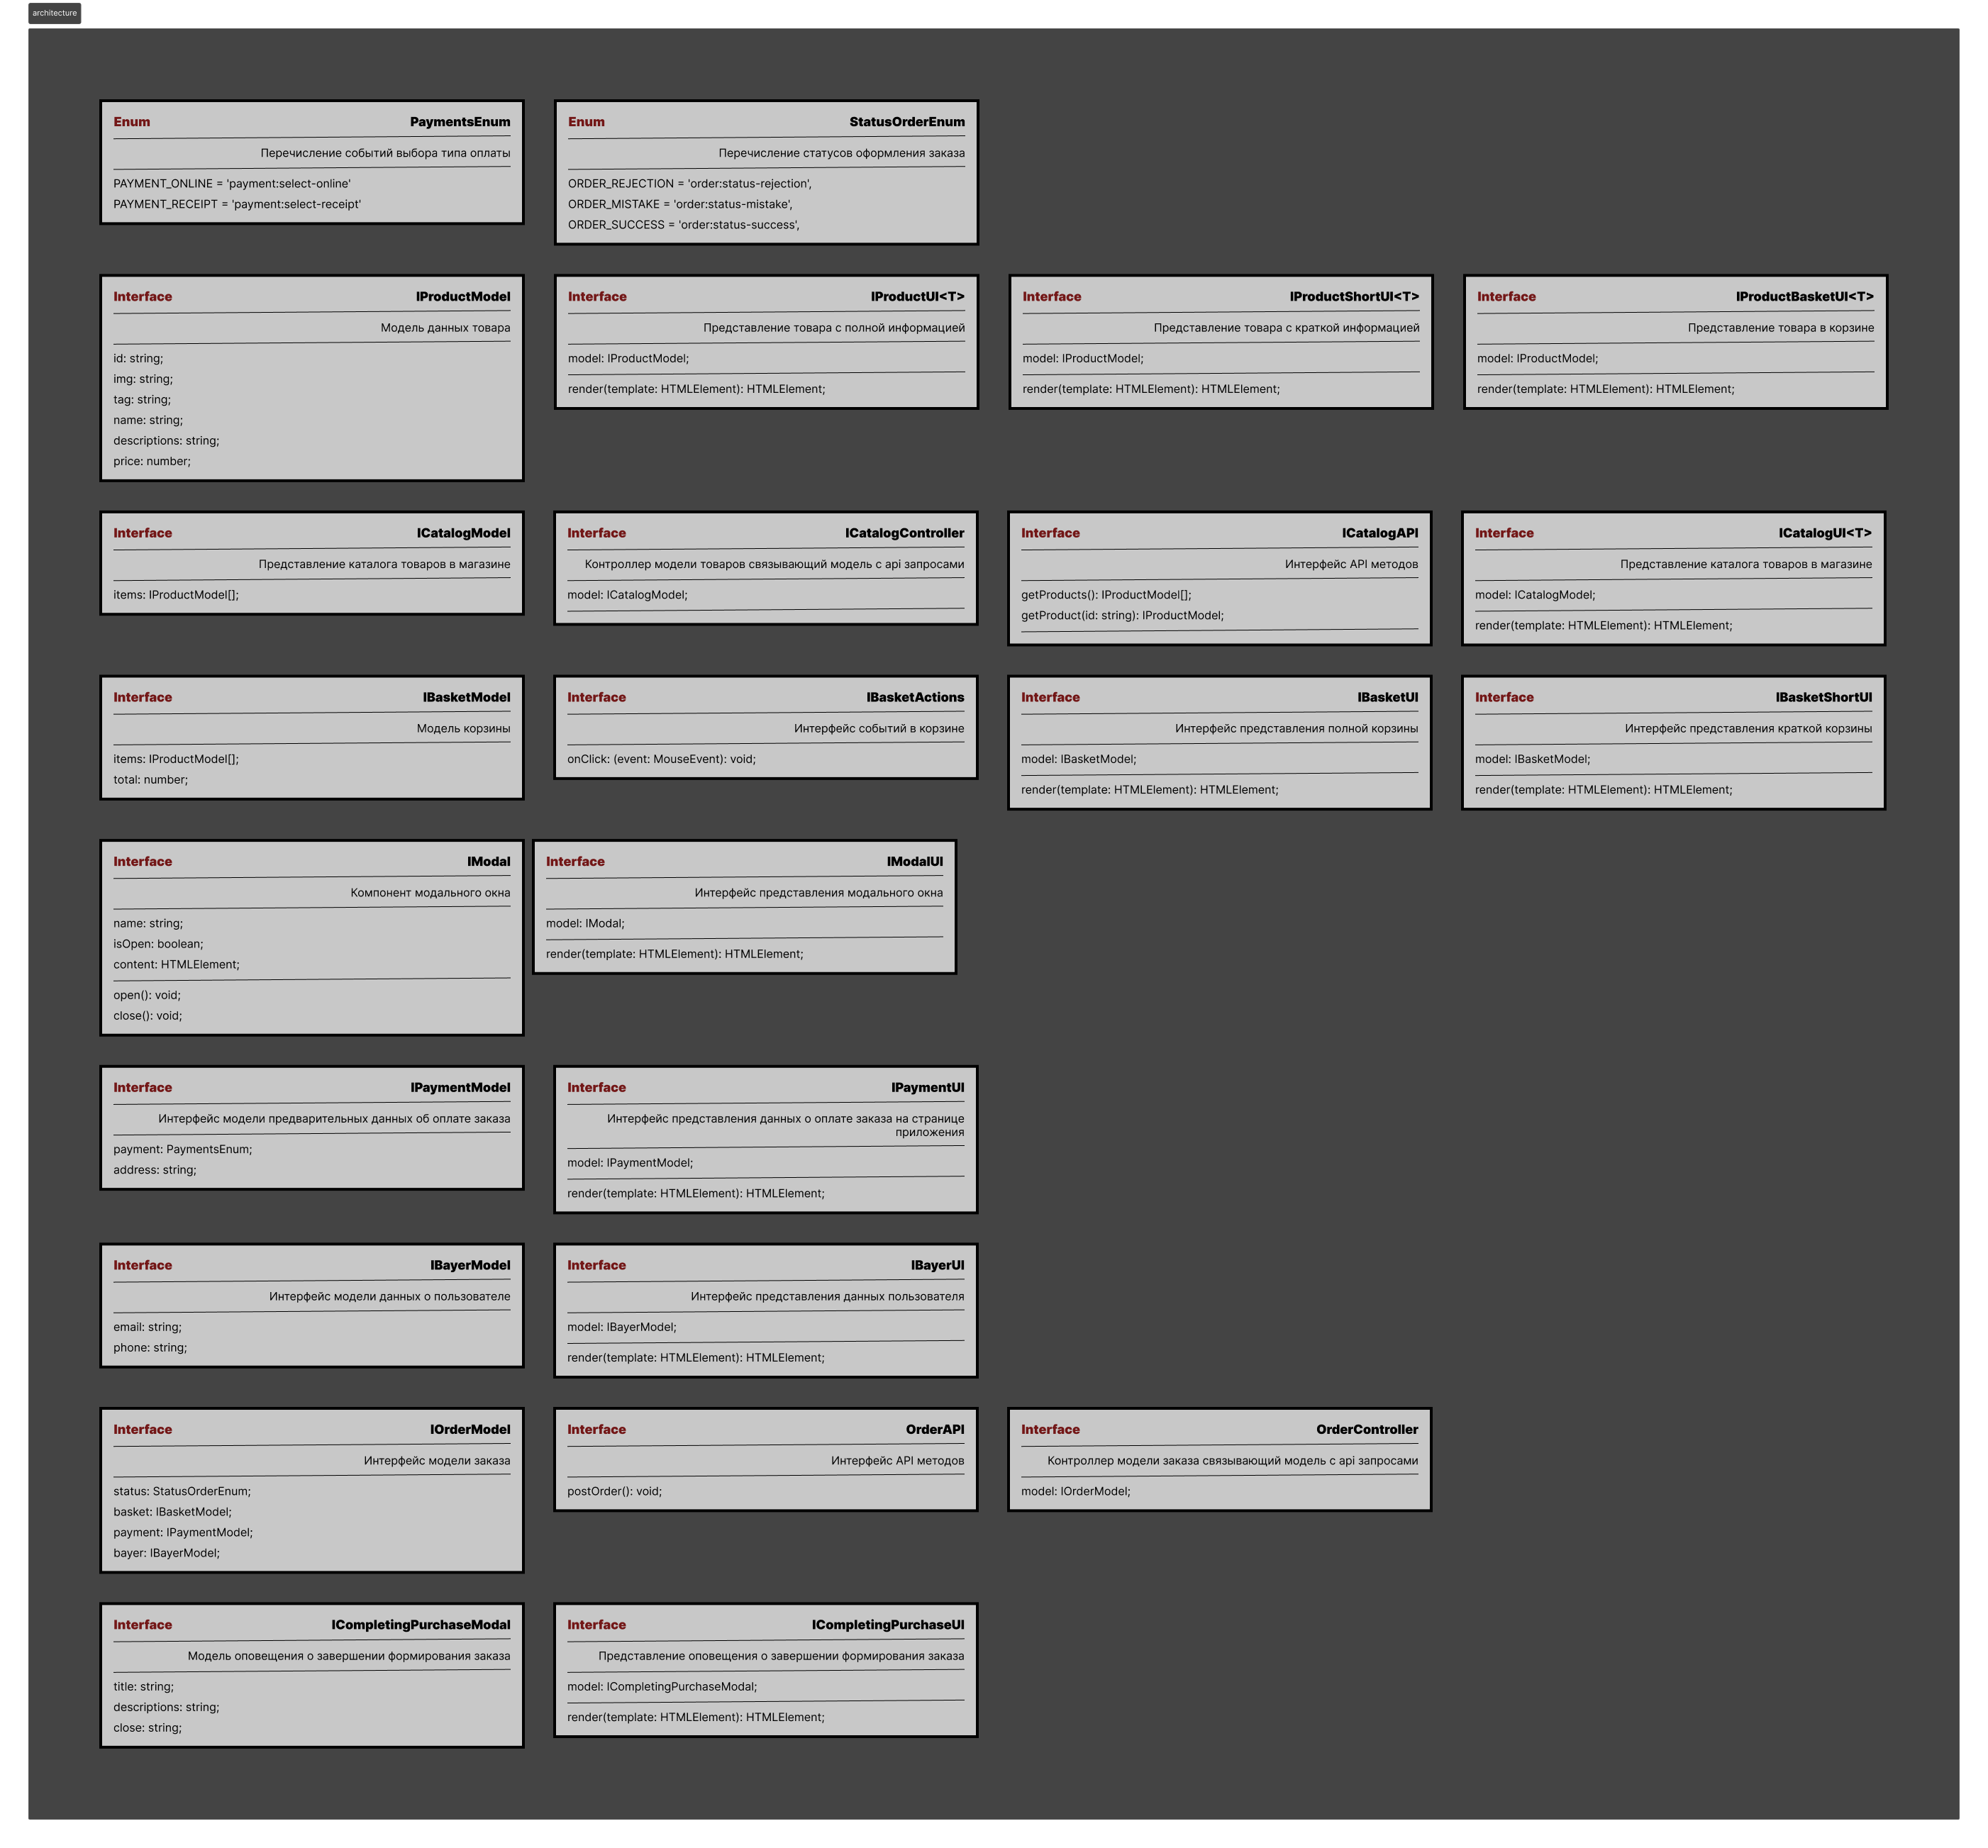 architecture
Enum PaymentsEnum
Перечисление событий выбора типа оплаты
PAYMENT_ONLINE = 'payment:select-online'
PAYMENT_RECEIPT = 'payment:select-receipt'
Enum StatusOrderEnum
Перечисление статусов оформления заказа
ORDER_REJECTION = 'order:status-rejection',
ORDER_MISTAKE = 'order:status-mistake',
ORDER_SUCCESS = 'order:status-success',
Interface IProductModel
Модель данных товара
id: string;
img: string;
tag: string;
name: string;
descriptions: string;
price: number;
Interface IProductUI<T>
Представление товара с полной информацией
model: IProductModel;
render(template: HTMLElement): HTMLElement;
Interface IProductShortUI<T>
Представление товара с краткой информацией
model: IProductModel;
render(template: HTMLElement): HTMLElement;
Interface IProductBasketUI<T>
Представление товара в корзине
model: IProductModel;
render(template: HTMLElement): HTMLElement;
Interface ICatalogModel
Представление каталога товаров в магазине
items: IProductModel[];
Interface ICatalogController
Контроллер модели товаров связывающий модель с api запросами
model: ICatalogModel;
Interface ICatalogAPI
Интерфейс API методов
getProducts(): IProductModel[];
getProduct(id: string): IProductModel;
Interface ICatalogUI<T>
Представление каталога товаров в магазине
model: ICatalogModel;
render(template: HTMLElement): HTMLElement;
Interface IBasketModel
Модель корзины
items: IProductModel[];
total: number;
Interface IBasketActions
Интерфейс событий в корзине
onClick: (event: MouseEvent): void;
Interface IBasketUI
Интерфейс представления полной корзины
model: IBasketModel;
render(template: HTMLElement): HTMLElement;
Interface IBasketShortUI
Интерфейс представления краткой корзины
model: IBasketModel;
render(template: HTMLElement): HTMLElement;
Interface IModal
Компонент модального окна
name: string;
isOpen: boolean;
content: HTMLElement;
open(): void;
close(): void;
Interface IModalUI
Интерфейс представления модального окна
model: IModal;
render(template: HTMLElement): HTMLElement;
Interface IPaymentModel
Интерфейс модели предварительных данных об оплате заказа
payment: PaymentsEnum;
address: string;
Interface IPaymentUI
Интерфейс представления данных о оплате заказа на странице
приложения
model: IPaymentModel;
render(template: HTMLElement): HTMLElement;
Interface IBayerModel
Интерфейс модели данных о пользователе
email: string;
phone: string;
Interface IBayerUI
Интерфейс представления данных пользователя
model: IBayerModel;
render(template: HTMLElement): HTMLElement;
Interface IOrderModel
Интерфейс модели заказа
status: StatusOrderEnum;
basket: IBasketModel;
payment: IPaymentModel;
bayer: IBayerModel;
Interface OrderAPI
Интерфейс API методов
postOrder(): void;
Interface OrderController
Контроллер модели заказа связывающий модель с api запросами
model: IOrderModel;
Interface ICompletingPurchaseModal
Модель оповещения о завершении формирования заказа
title: string;
descriptions: string;
close: string;
Interface ICompletingPurchaseUI
Представление оповещения о завершении формирования заказа
model: ICompletingPurchaseModal;
render(template: HTMLElement): HTMLElement;